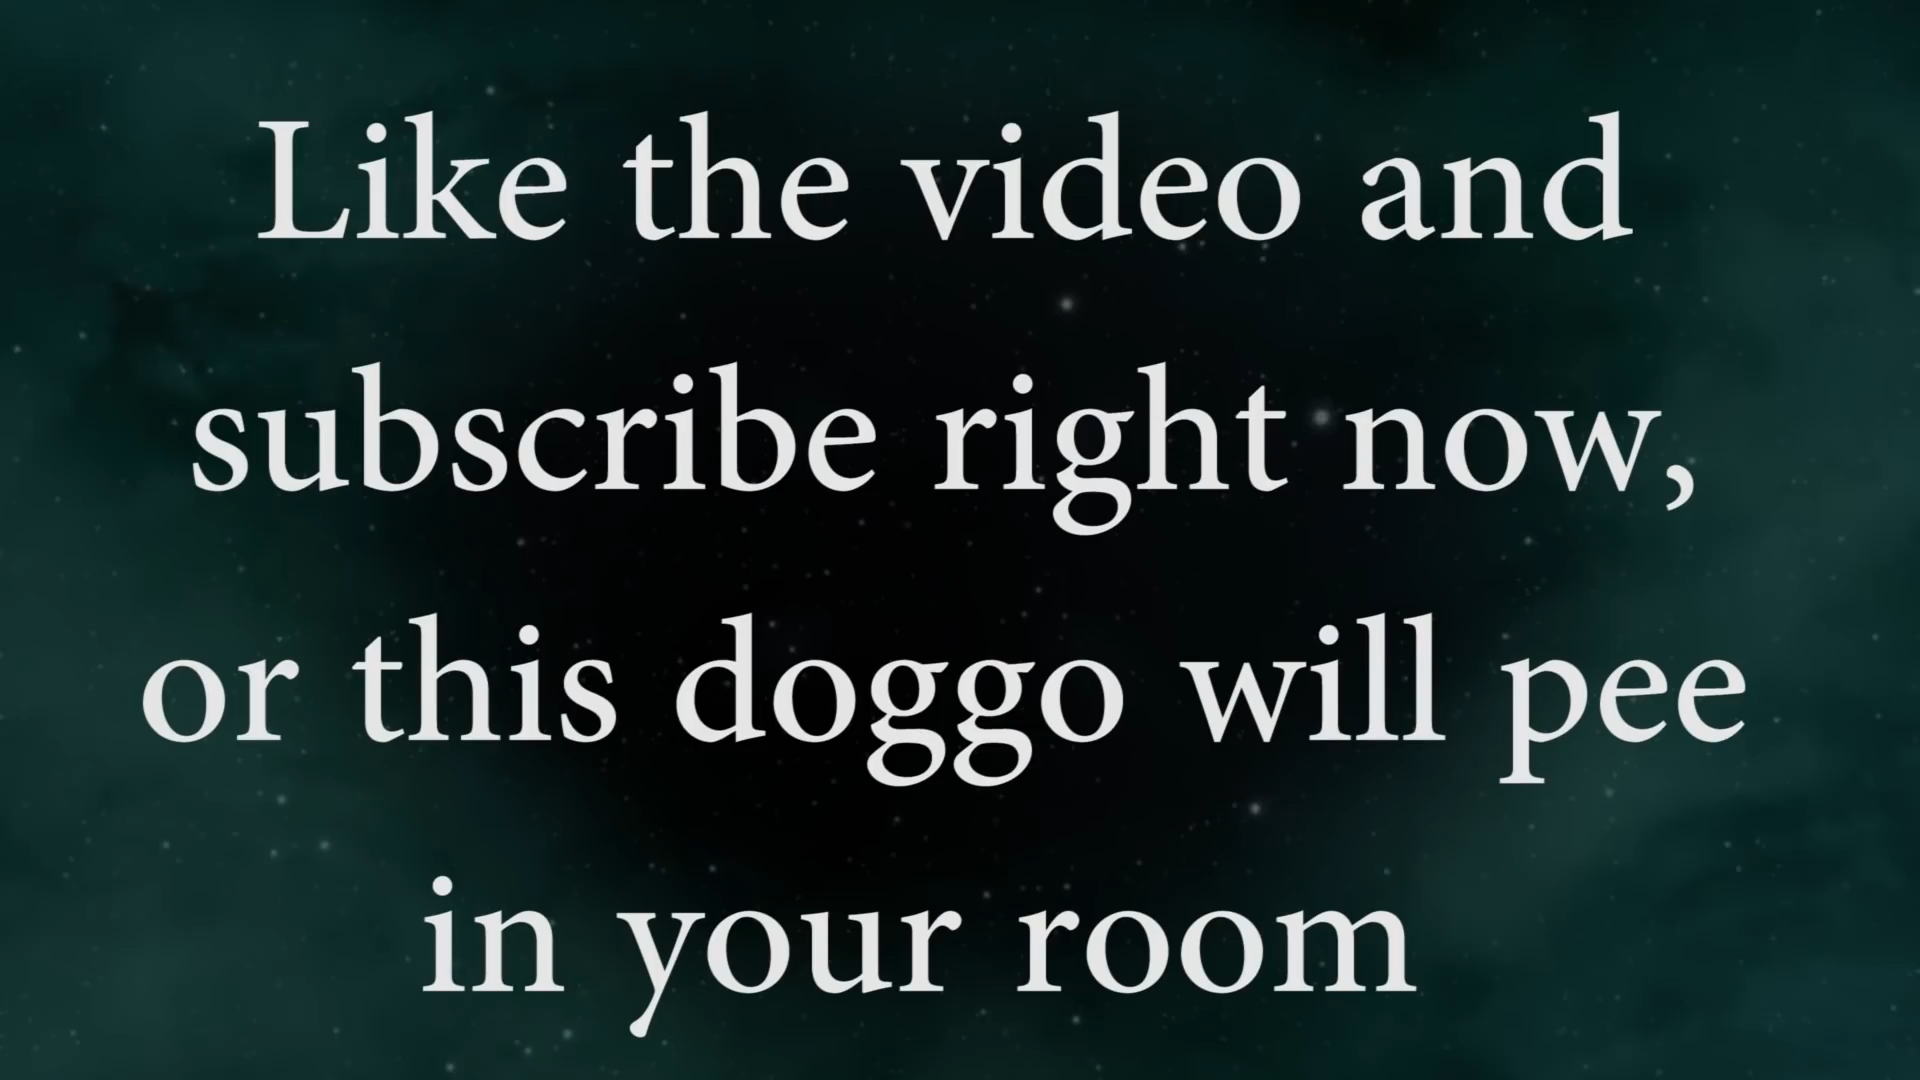 Like the video and
subscribe right now,
or this doggo will pee
in your room